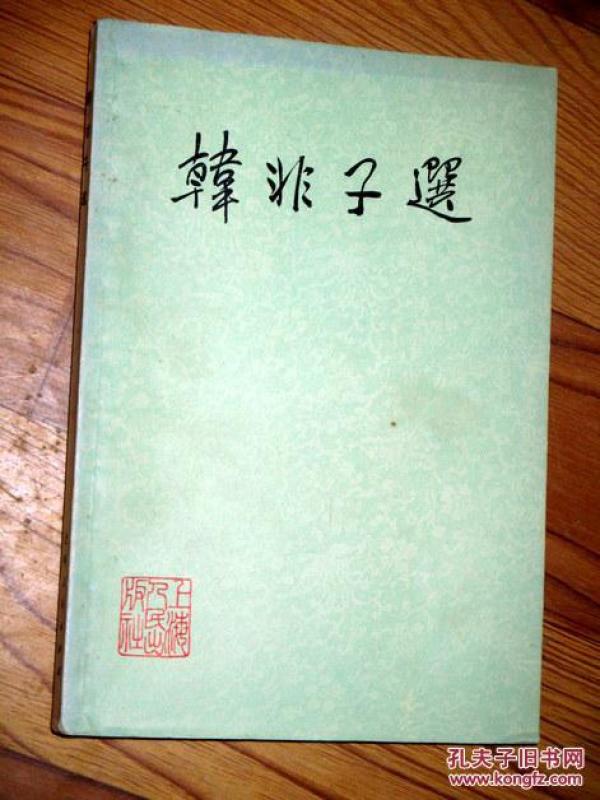 韓非子選
上海
人民出
版社
孔夫子旧书网
www.kongfz.com